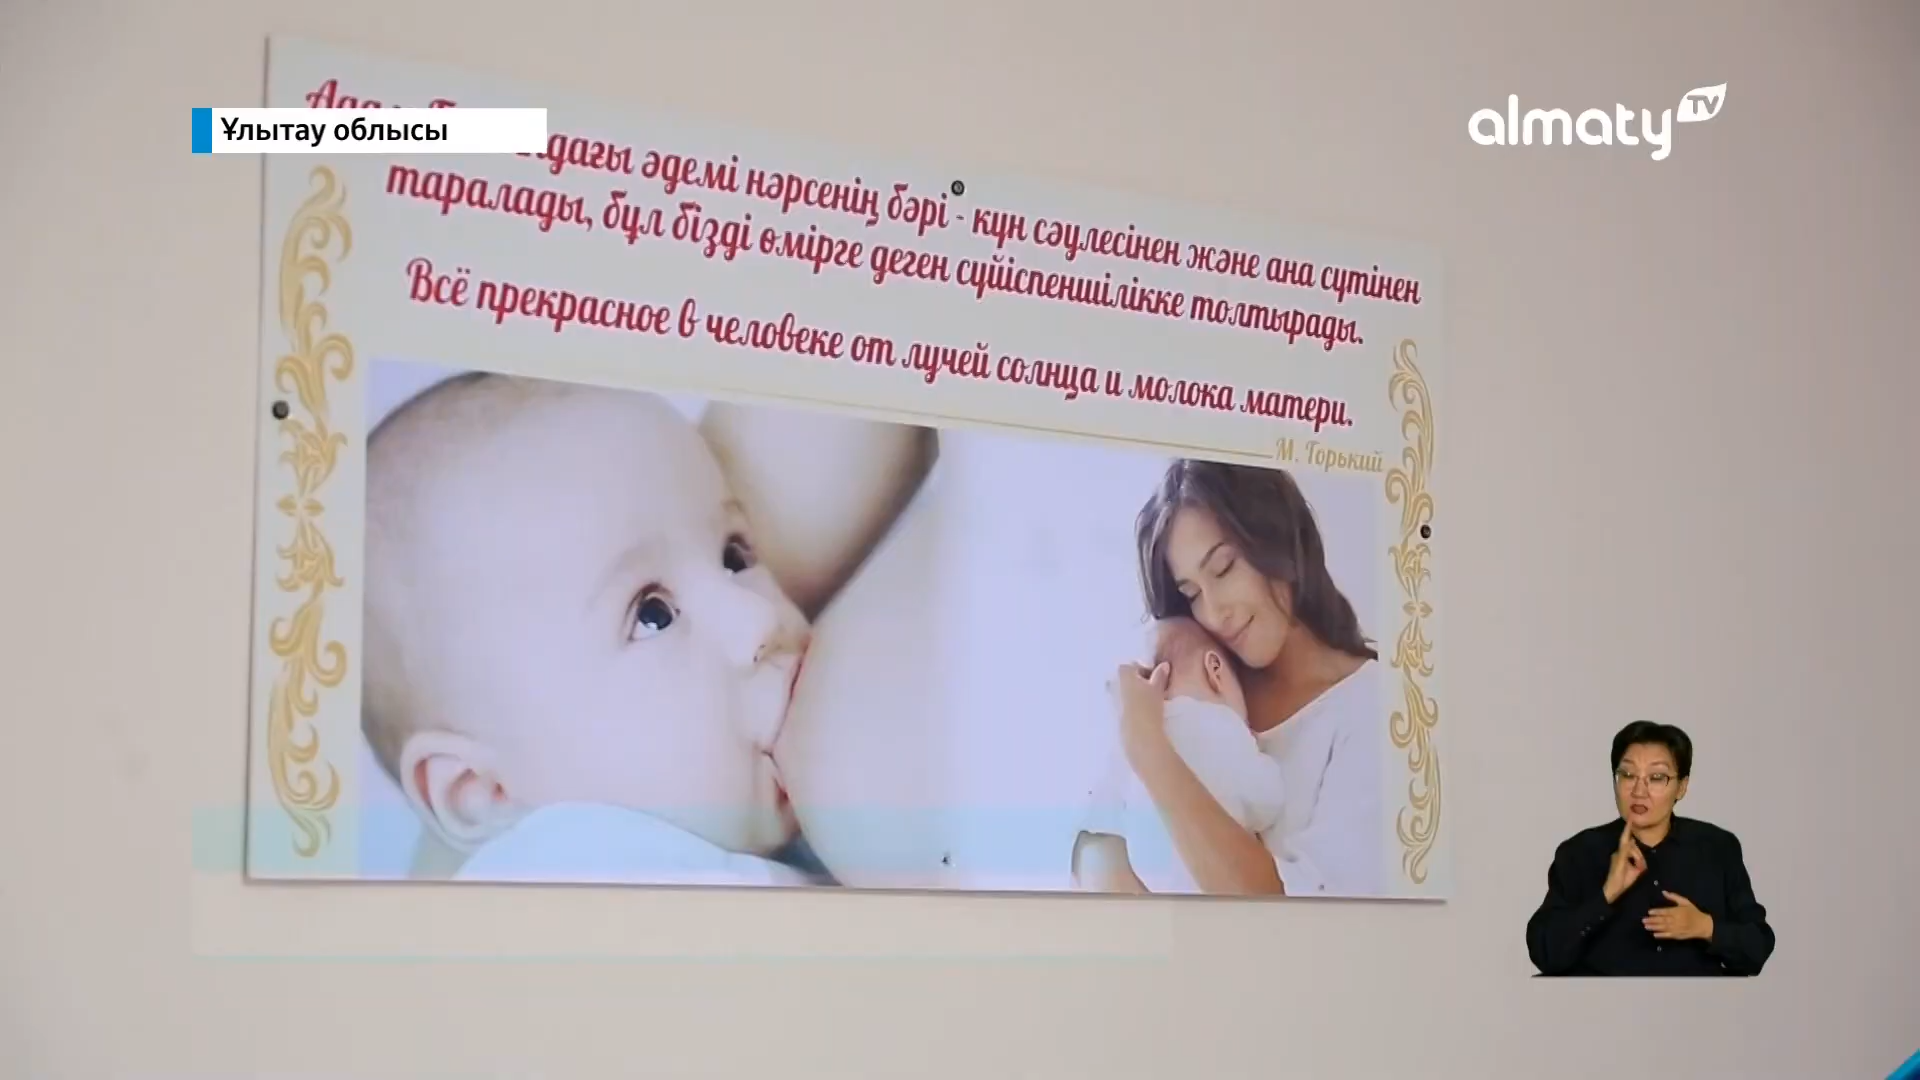 Ұлытау облысы
almaty TV
әдемі нәрсенің бәрі - күн сәулесінен және ана сүтінен
таралады, бұл бізді өмірге деген сүйіспеншілікке толтырады.
Всё прекрасное в человеке от лучей солнца и молока матери.
М. Горький